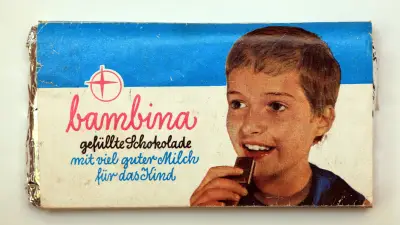 bambina
gefüllte Schokolade
mit viel guter Milch
für das Kind